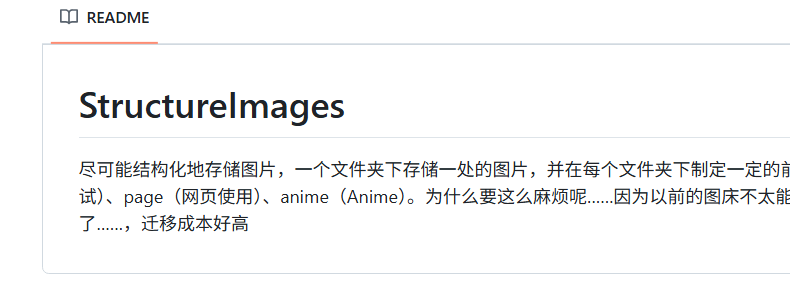 README
StructureImages
尽可能结构化地存储图片，一个文件夹下存储一处的图片，并在每个文件夹下制定一定的前
试）、page（网页使用）、anime（Anime）。为什么要这么麻烦呢……因为以前的图床不太能
了……，迁移成本好高